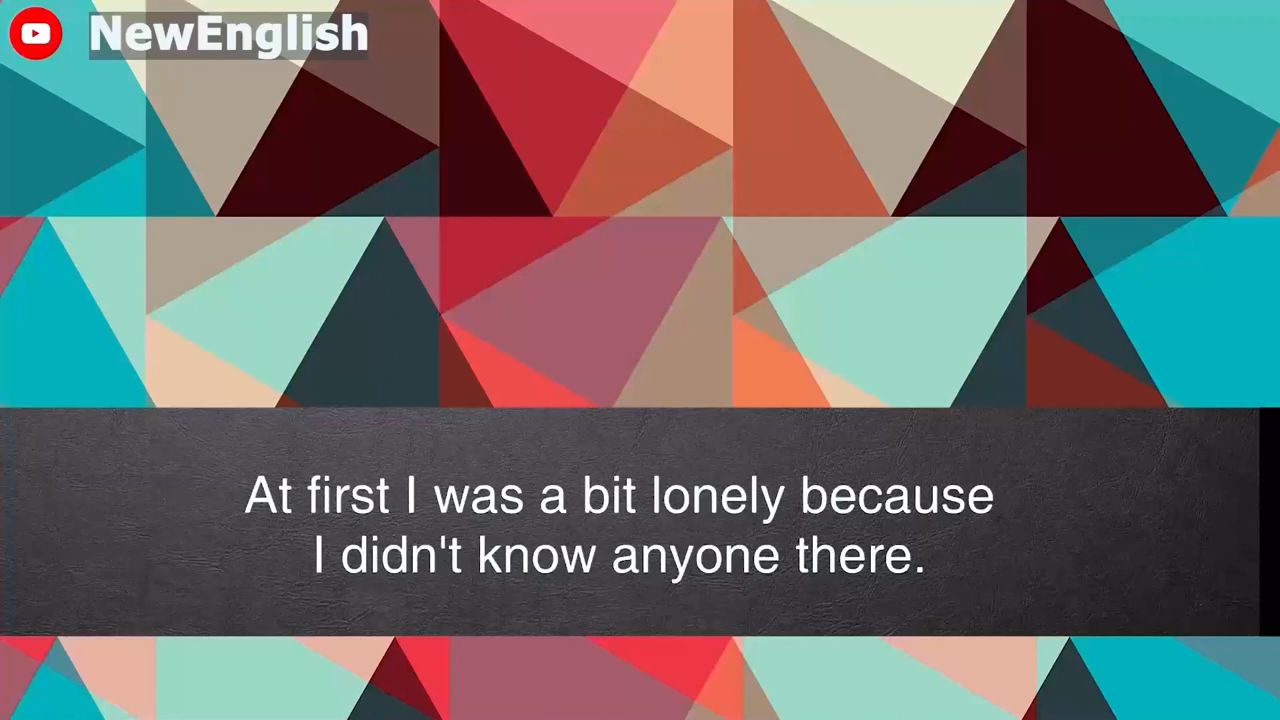 NewEnglish
At first I was a bit lonely because
I didn't know anyone there.